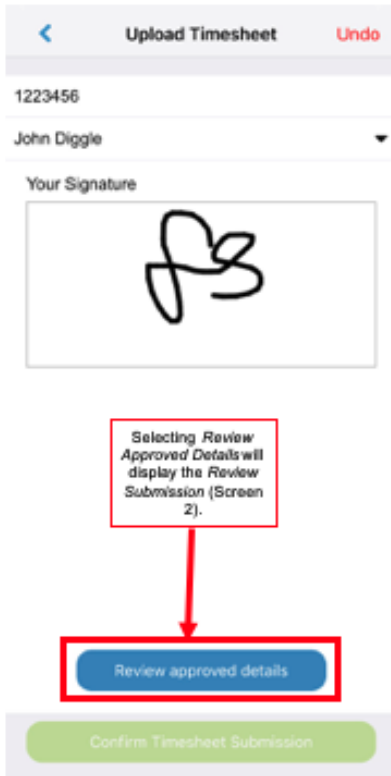 Upload Timesheet Undo
1223456
John Diggle
Your Signature
Selecting Review
Approved Details will
display the Review
Submission (Screen
2).
Review approved details
Confirm Timesheet Submission